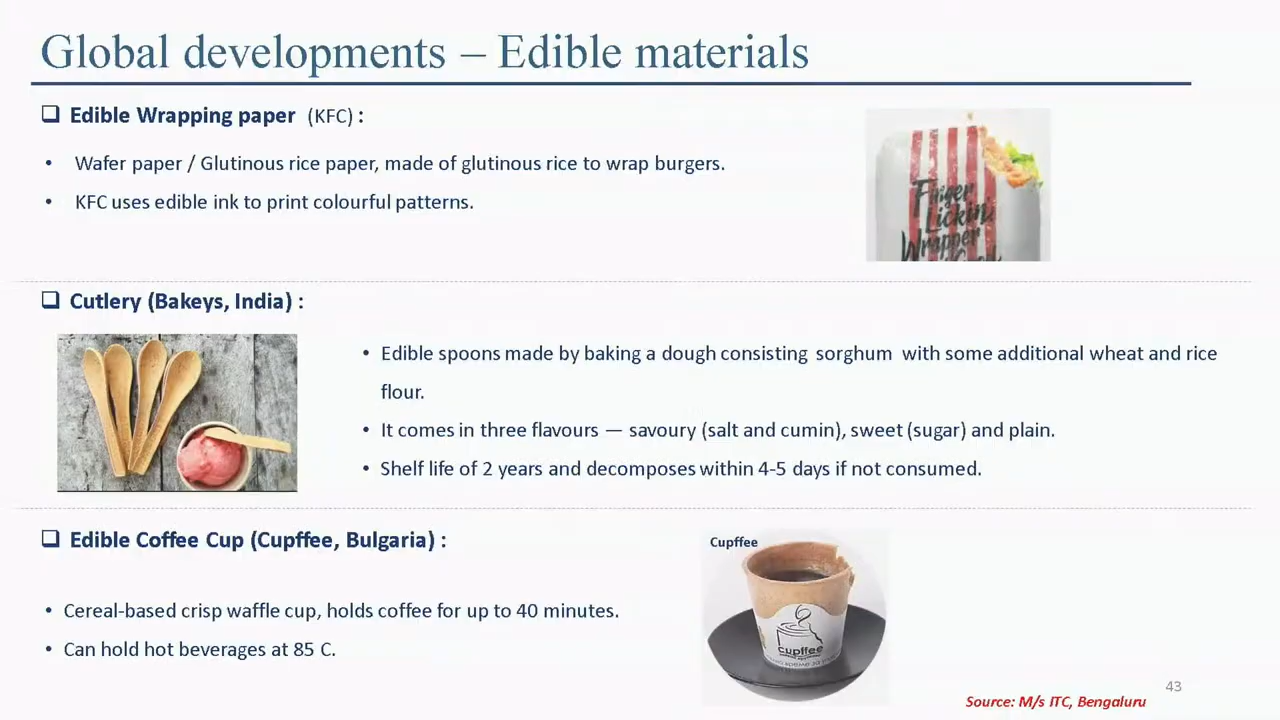 Global developments – Edible materials
❑ Edible Wrapping paper (KFC) :
• Wafer paper / Glutinous rice paper, made of glutinous rice to wrap burgers.
• KFC uses edible ink to print colourful patterns.
Finger
Lickin'
Wrapper
❑ Cutlery (Bakeys, India) :
• Edible spoons made by baking a dough consisting sorghum with some additional wheat and rice
flour.
• It comes in three flavours — savoury (salt and cumin), sweet (sugar) and plain.
• Shelf life of 2 years and decomposes within 4-5 days if not consumed.
❑ Edible Coffee Cup (Cupffee, Bulgaria) :
Cupffee
cupffee
• Cereal-based crisp waffle cup, holds coffee for up to 40 minutes.
• Can hold hot beverages at 85 C.
43
Source: M/s ITC, Bengaluru